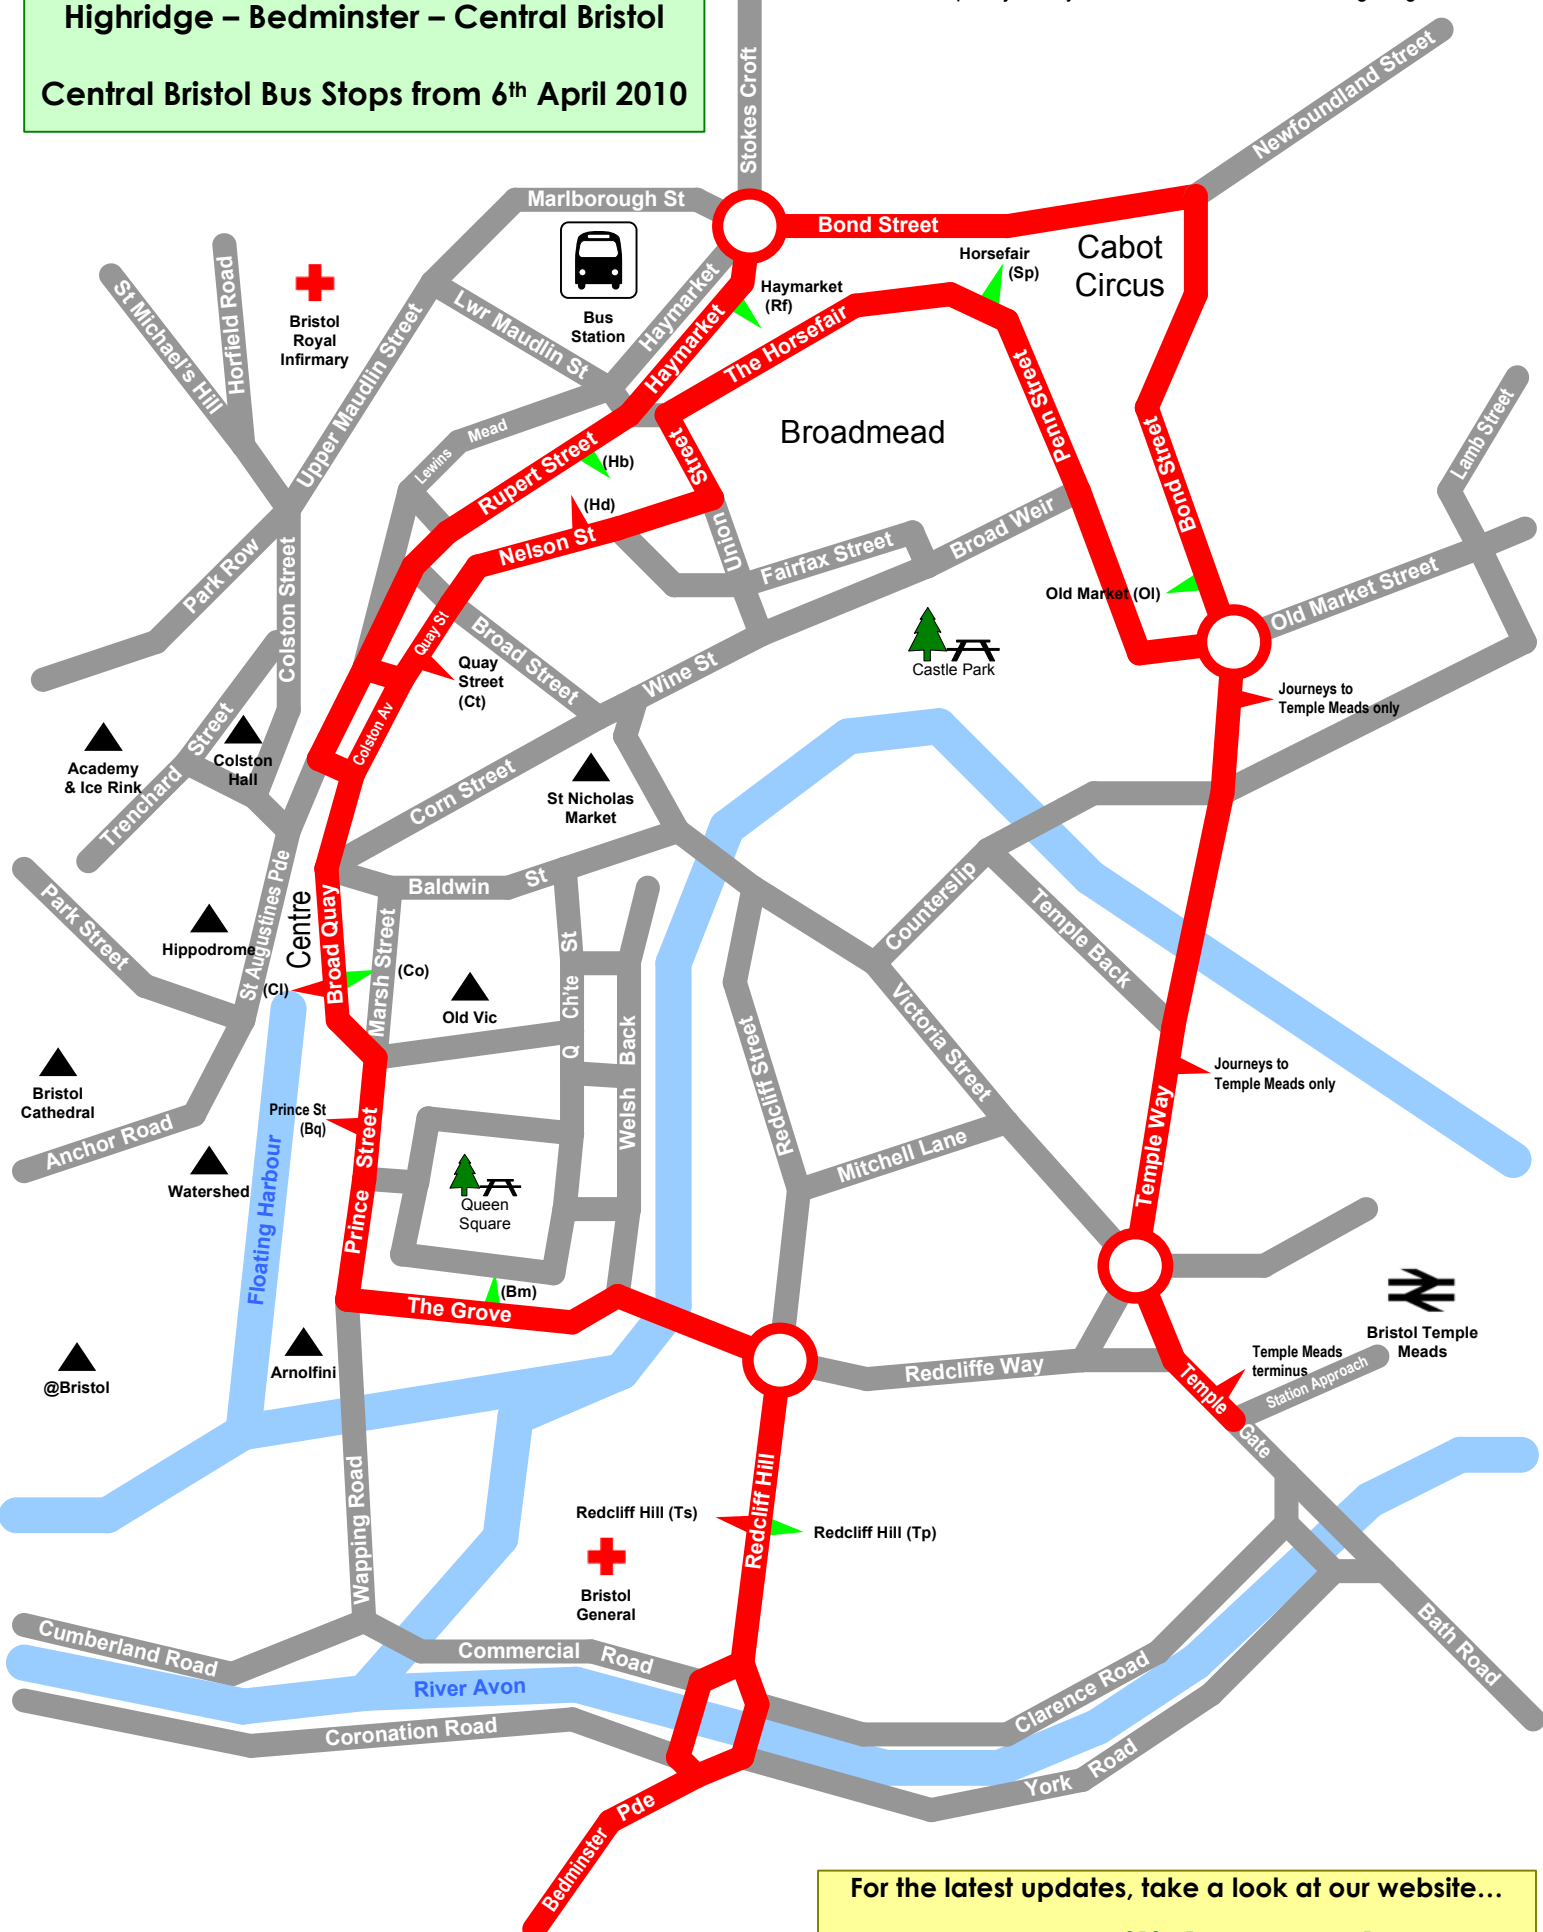 Highridge – Bedminster – Central Bristol
Central Bristol Bus Stops from 6th April 2010
Stokes Croft
Newfoundland Street
Marlborough St
Bond Street
Cabot
Circus
Horsefair
(Sp)
Haymarket
(Rf)
Bus
Station
Haymarket
Haymarket
The Horsefair
Penn Street
Bond Street
Broadmead
Lamb Street
St Michael's Hill
Horfield Road
Bristol
Royal
Infirmary
Upper Maudlin Street
Lwr Maudlin St
Lewins
Mead
Rupert Street
(Hb)
(Hd)
Nelson St
Street
Union
Fairfax Street
Broad Weir
Old Market (Ol)
Old Market Street
Park Row
Colston Street
Quay St
Broad Street
Quay
Street
(Ct)
Wine St
Castle Park
Journeys to
Temple Meads only
Colston Av
Trenchard
Street
Academy
& Ice Rink
Colston
Hall
Corn Street
St Nicholas
Market
Baldwin
St
Park Street
Hippodrome
St Augustines Pde
Centre
Broad Quay
Marsh Street
(Co)
(Cl)
Old Vic
Q
Ch'te
St
Welsh
Back
Redcliff Street
Counterslip
Temple Back
Victoria Street
Journeys to
Temple Meads only
Bristol
Cathedral
Anchor Road
Prince St
(Bq)
Prince
Street
Watershed
Floating Harbour
Queen
Square
Mitchell Lane
Temple Way
(Bm)
The Grove
@Bristol
Arnolfini
Redcliffe Way
Bristol Temple
Meads
Temple Meads
terminus
Station Approach
Temple
Gate
Wapping Road
Redcliff Hill (Ts)
Redcliff Hill
Redcliff Hill (Tp)
Bristol
General
Cumberland Road
Commercial
Road
River Avon
Coronation Road
Clarence Road
York
Road
Bath Road
Bedminster
Pde
For the latest updates, take a look at our website…